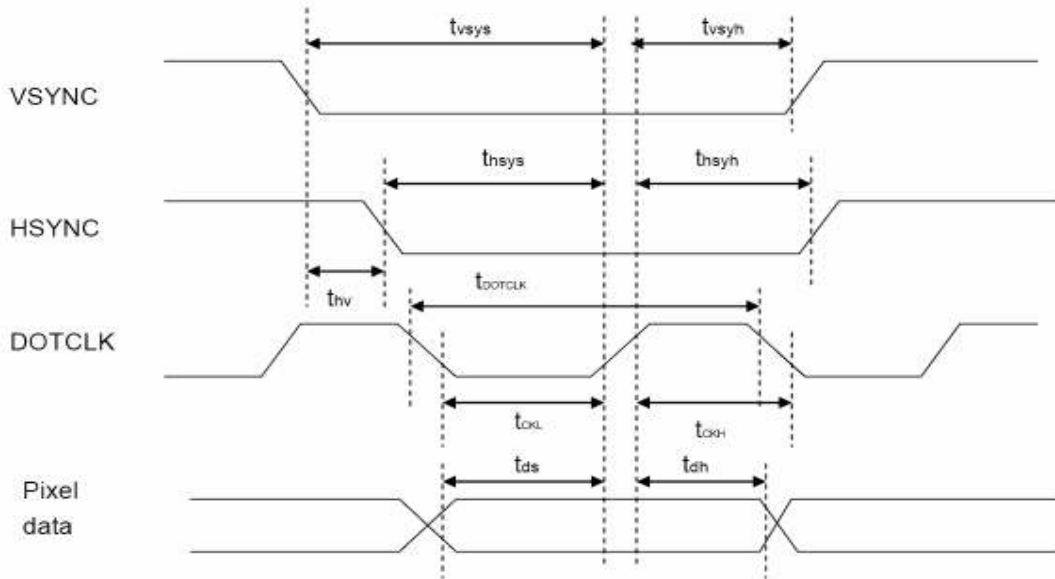 tvsys tvsyh
VSYNC
thsys thsyh
HSYNC
thv
tDOTCLK
DOTCLK
tCKL tCKH
tds tdh
Pixel
data